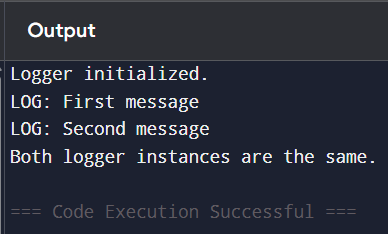 Output
Logger initialized.
LOG: First message
LOG: Second message
Both logger instances are the same.
=== Code Execution Successful ===